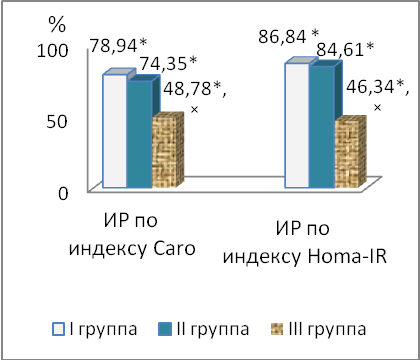 %
100
50
0
78,94*
74,35*
48,78*,
×
86,84*
84,61*
46,34*,
×
ИР по
индексу Caro
ИР по
индексу Homa-IR
I группа
II группа
III группа